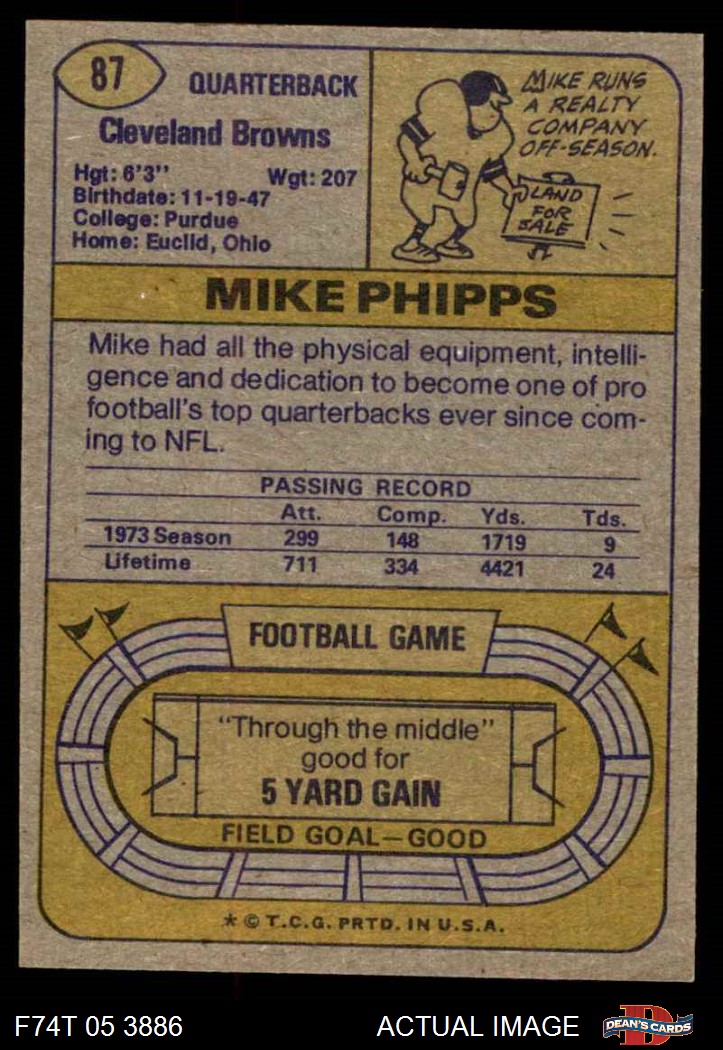 87
QUARTERBACK
Cleveland Browns
Hgt: 6'3" Wgt: 207
Birthdate: 11-19-47
College: Purdue
Home: Euclid, Ohio
MIKE RUNS
A REALTY
COMPANY
OFF-SEASON.
LAND
FOR
SALE
MIKE PHIPPS
Mike had all the physical equipment, intelli-
gence and dedication to become one of pro
football's top quarterbacks ever since com-
ing to NFL.
PASSING RECORD
Att. Comp. Yds. Tds.
1973 Season 299 148 1719 9
Lifetime 711 334 4421 24
FOOTBALL GAME
"Through the middle"
good for
5 YARD GAIN
FIELD GOAL—GOOD
* © T.C.G. PRTD. IN U.S.A.
F74T 05 3886 ACTUAL IMAGE
D
DEAN'S CARDS